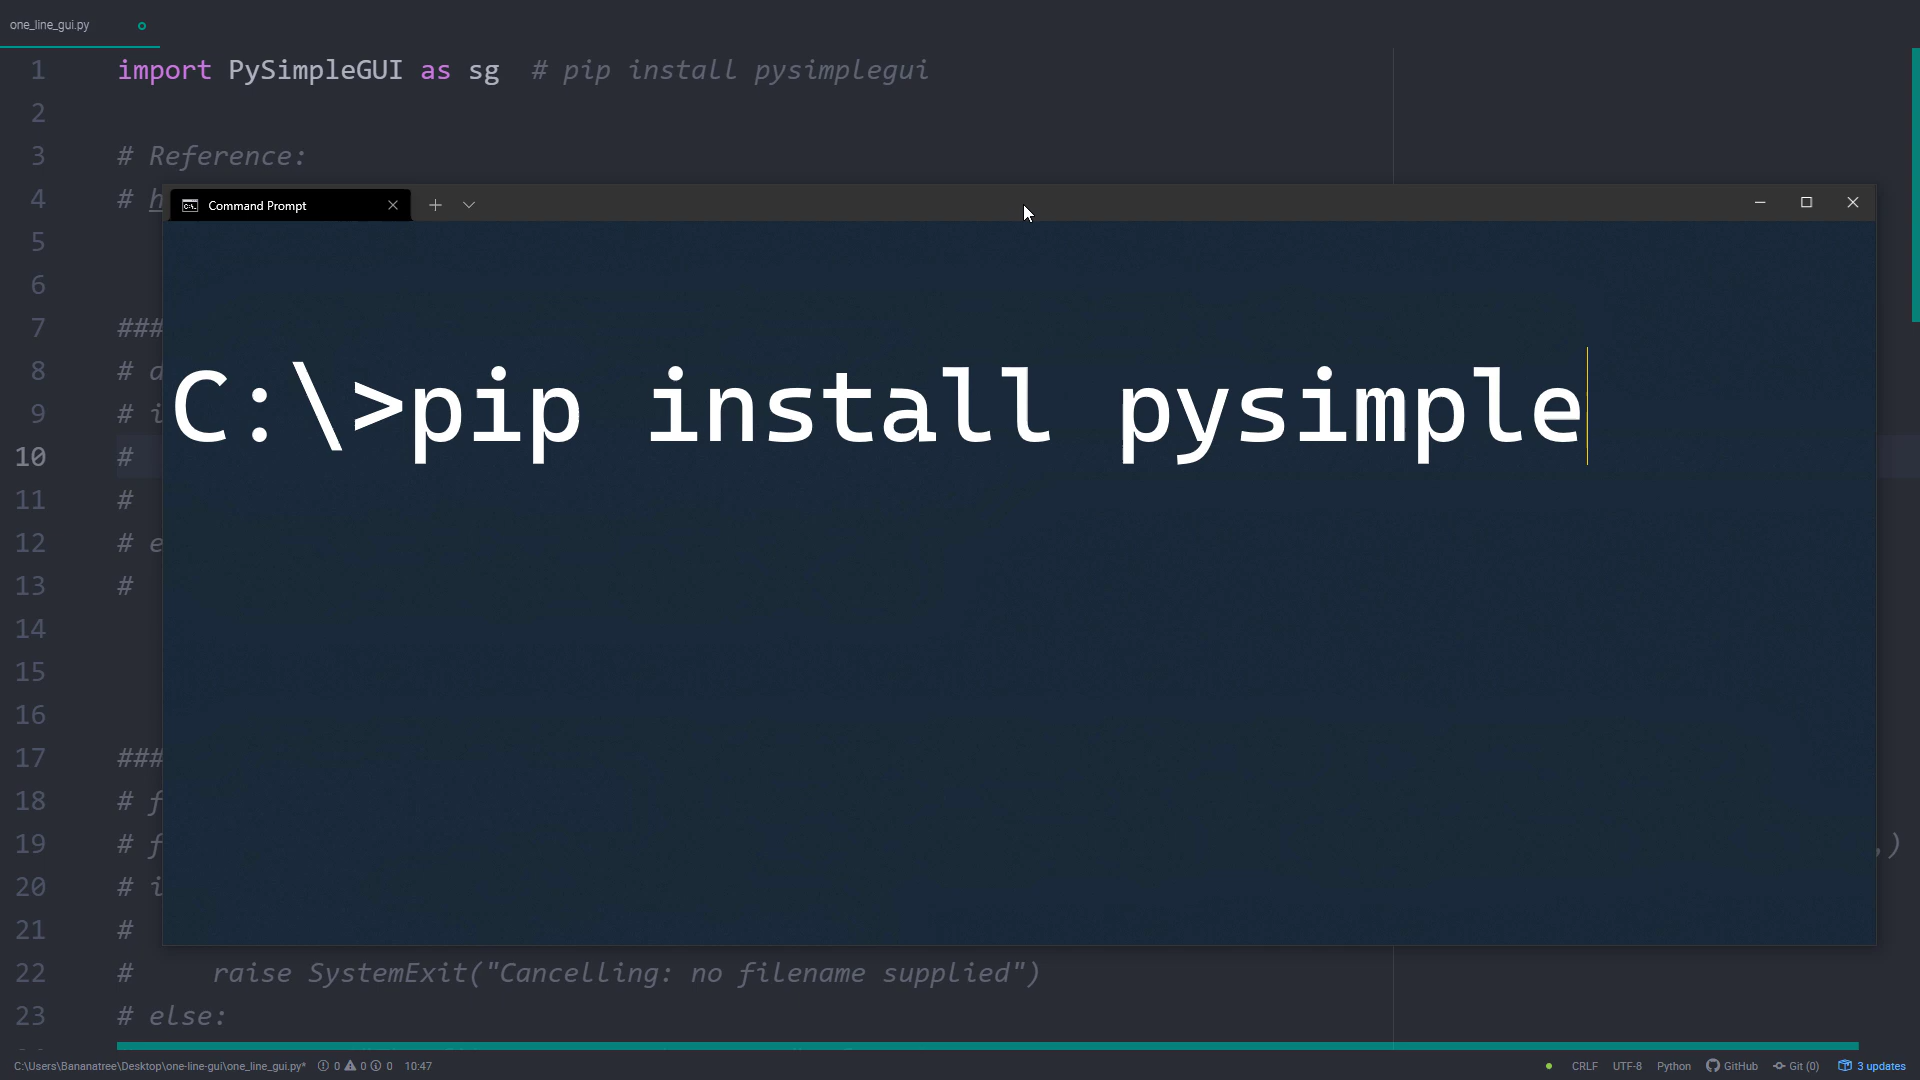 one_line_gui.py
1 import PySimpleGUI as sg  # pip install pysimplegui
2
3 # Reference:
4 # h
Command Prompt
5
6
7 ###
8 # d
C:\>pip install pysimple
9 # i
10 #
11 #
12 # e
13 #
14
15
16
17 ###
18 # f
19 # f ,)
20 # i
21 #
22 #     raise SystemExit("Cancelling: no filename supplied")
23 # else:
C:\Users\Bananatree\Desktop\one-line-gui\one_line_gui.py* 0 0 0 10:47 CRLF UTF-8 Python GitHub Git (0) 3 updates